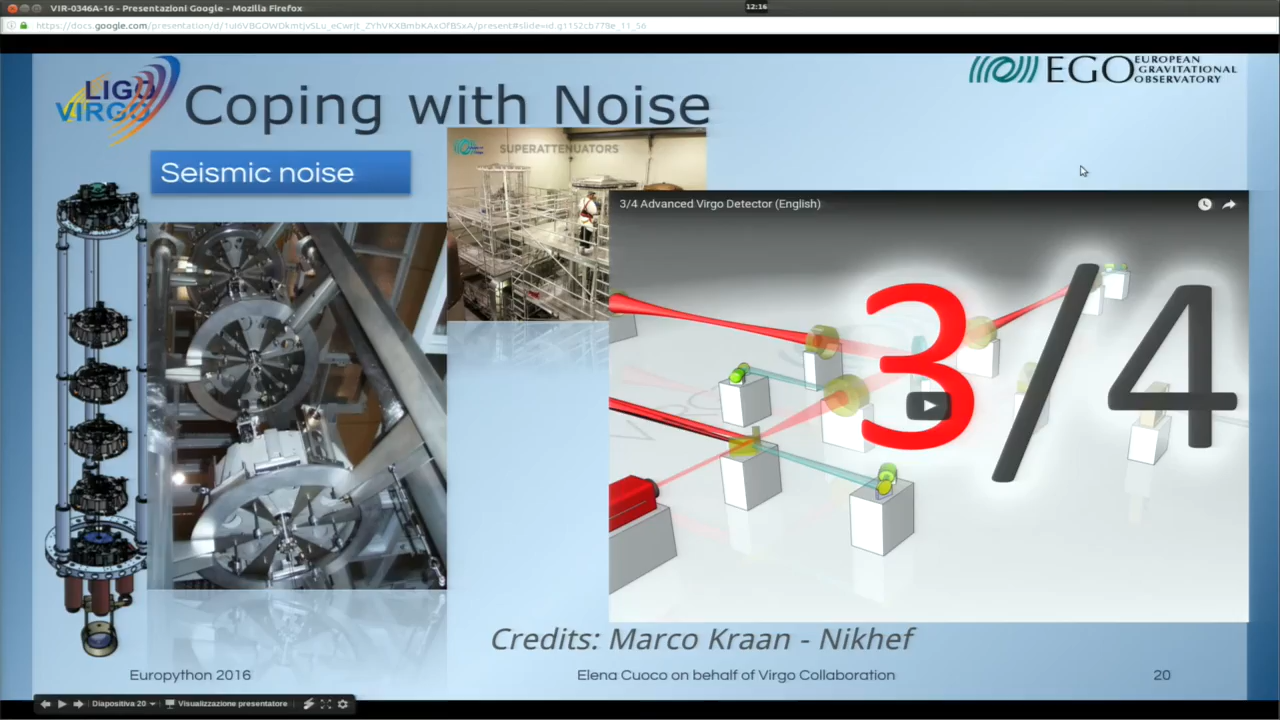 VIR-0346A-16 - Presentazioni Google - Mozilla Firefox
12:16
LIGO
VIRGO
Coping with Noise
EGO
EUROPEAN
GRAVITATIONAL
OBSERVATORY
Seismic noise
SUPERATTENUATORS
3/4 Advanced Virgo Detector (English)
3/4
Credits: Marco Kraan - Nikhef
Europython 2016
Elena Cuoco on behalf of Virgo Collaboration
20
Diapositiva 20
Visualizzazione presentatore